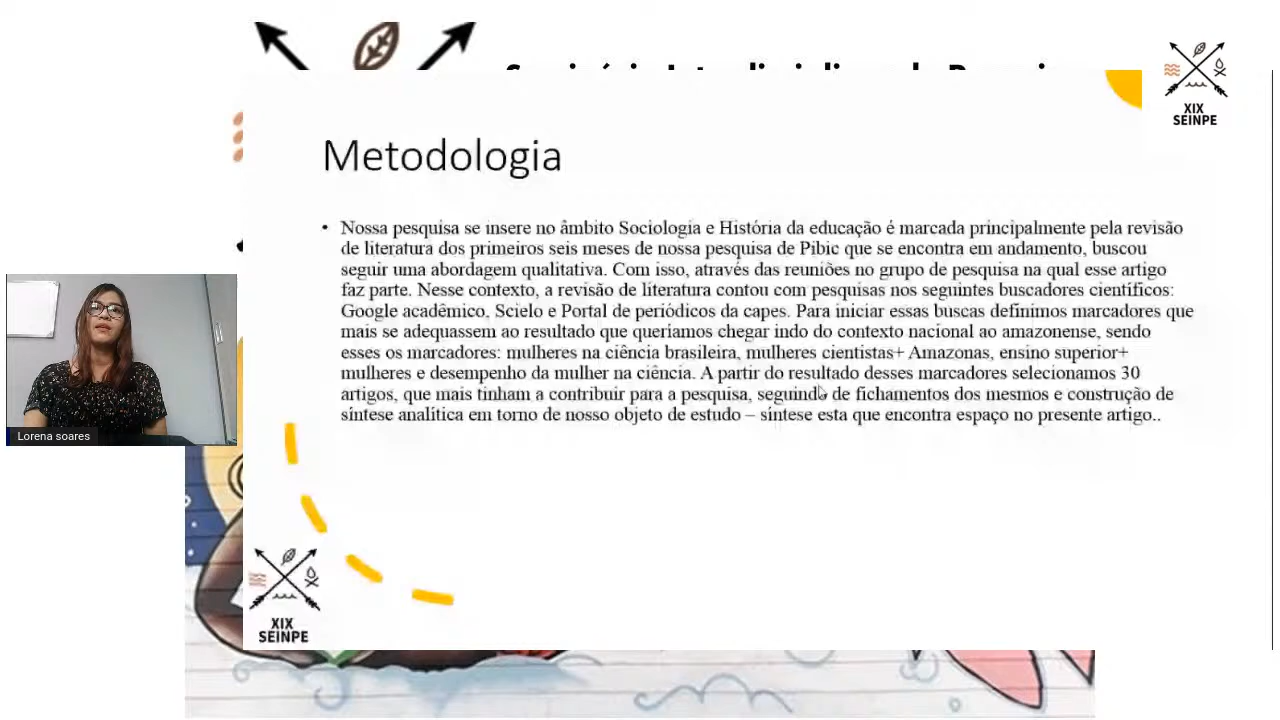 XIX
SEINPE
Metodologia
• Nossa pesquisa se insere no âmbito Sociologia e História da educação é marcada principalmente pela revisão
de literatura dos primeiros seis meses de nossa pesquisa de Pibic que se encontra em andamento, buscou
seguir uma abordagem qualitativa. Com isso, através das reuniões no grupo de pesquisa na qual esse artigo
faz parte. Nesse contexto, a revisão de literatura contou com pesquisas nos seguintes buscadores científicos:
Google acadêmico, Scielo e Portal de periódicos da capes. Para iniciar essas buscas definimos marcadores que
mais se adequassem ao resultado que queríamos chegar indo do contexto nacional ao amazonense, sendo
esses os marcadores: mulheres na ciência brasileira, mulheres cientistas+ Amazonas, ensino superior+
mulheres e desempenho da mulher na ciência. A partir do resultado desses marcadores selecionamos 30
artigos, que mais tinham a contribuir para a pesquisa, seguindo de fichamentos dos mesmos e construção de
síntese analítica em torno de nosso objeto de estudo – síntese esta que encontra espaço no presente artigo..
Lorena soares
XIX
SEINPE